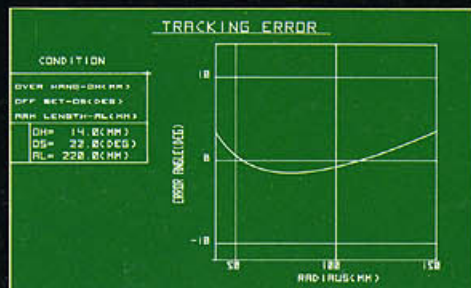 TRACKING ERROR
CONDITION
OVER HANG-OH(MM)
OFF SET-OS(DEG)
ARM LENGTH-AL(MM)
OH= 14.0(MM)
OS= 22.0(DEG)
AL= 220.0(MM)
ERROR ANGLE(DEG)
10
0
-10
50
100
150
RADIAUS(MM)